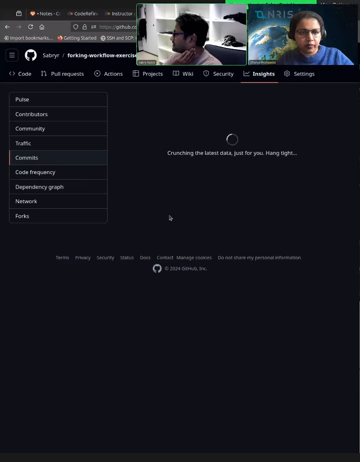 Notes - C
CodeRefin
Instructor
https://github.co
Import bookmarks...
Getting Started
SSH and SCP
NRIS
Sabryr / forking-workflow-exercis
Code
Pull requests
Actions
Projects
Wiki
Security
Insights
Settings
Pulse
Contributors
Community
Traffic
Commits
Code frequency
Dependency graph
Network
Forks
Crunching the latest data, just for you. Hang tight...
Terms
Privacy
Security
Status
Docs
Contact
Manage cookies
Do not share my personal information
© 2024 GitHub, Inc.